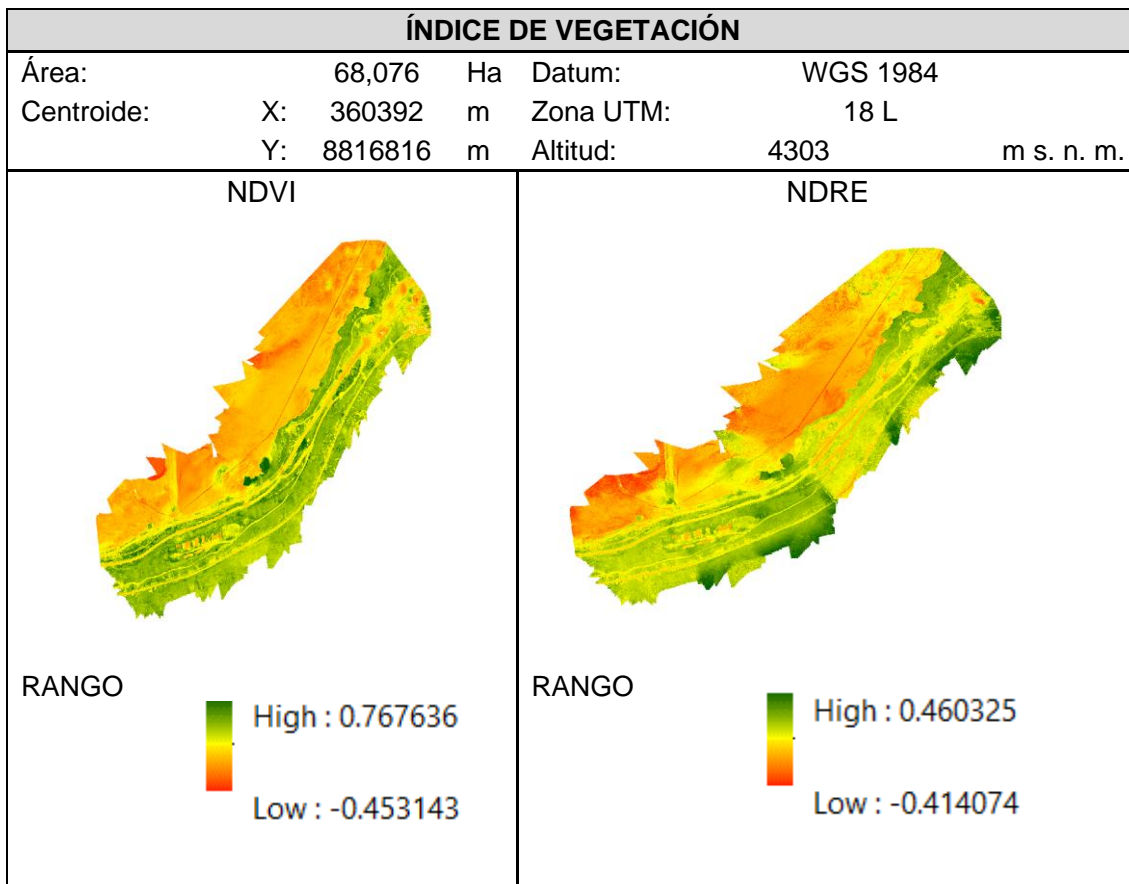 ÍNDICE DE VEGETACIÓN
Área: 68,076 Ha Datum: WGS 1984
Centroide: X: 360392 m Zona UTM: 18 L
Y: 8816816 m Altitud: 4303 m s. n. m.
NDVI NDRE
RANGO RANGO
High : 0.767636 High : 0.460325
Low : -0.453143 Low : -0.414074